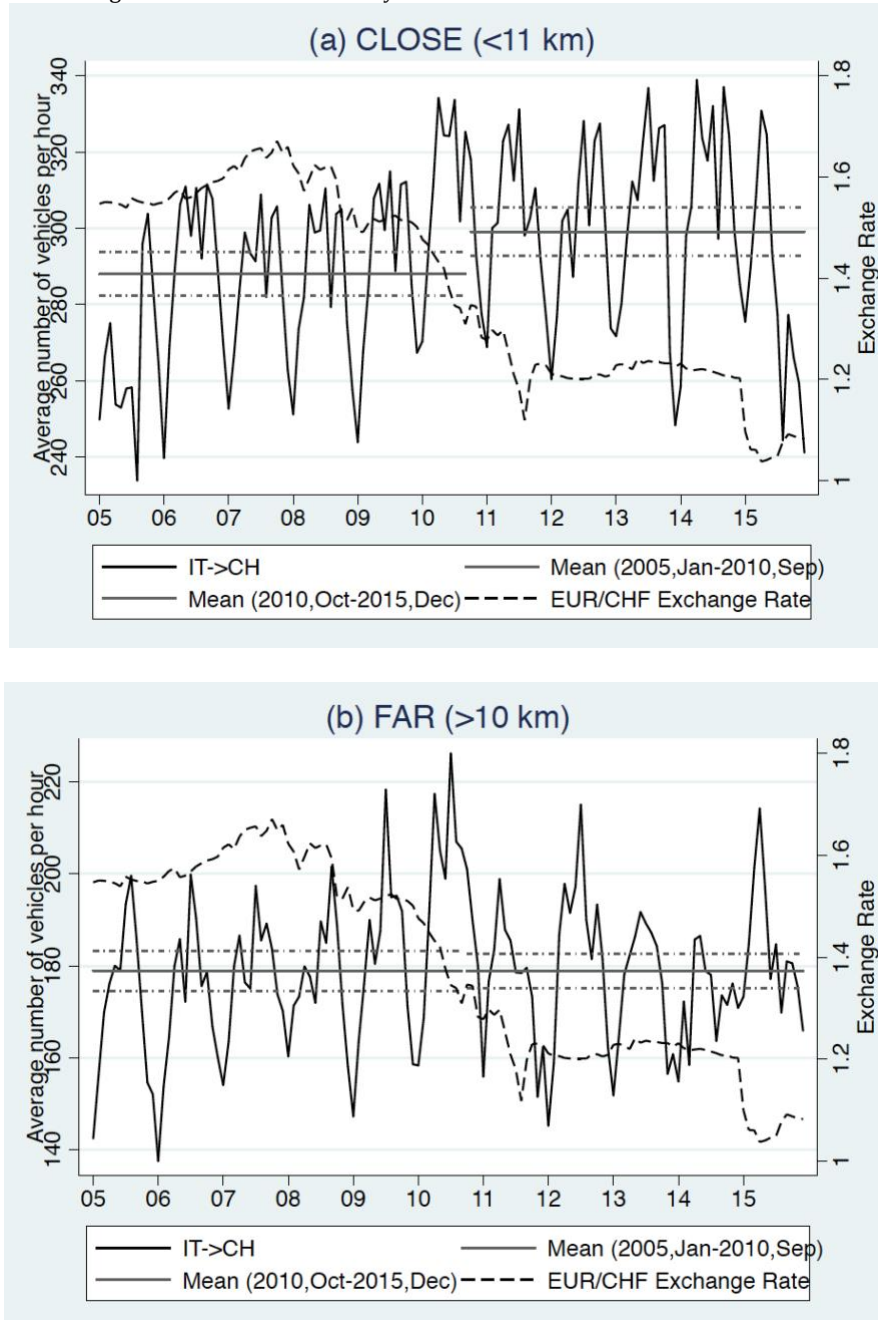 (a) CLOSE (<11 km)
Average number of vehicles per hour
340
320
300
280
260
240
1.8
1.6
1.4
1.2
1
Exchange Rate
05 06 07 08 09 10 11 12 13 14 15
IT->CH Mean (2005,Jan-2010,Sep)
Mean (2010,Oct-2015,Dec) EUR/CHF Exchange Rate
(b) FAR (>10 km)
Average number of vehicles per hour
220
200
180
160
140
1.8
1.6
1.4
1.2
1
Exchange Rate
05 06 07 08 09 10 11 12 13 14 15
IT->CH Mean (2005,Jan-2010,Sep)
Mean (2010,Oct-2015,Dec) EUR/CHF Exchange Rate